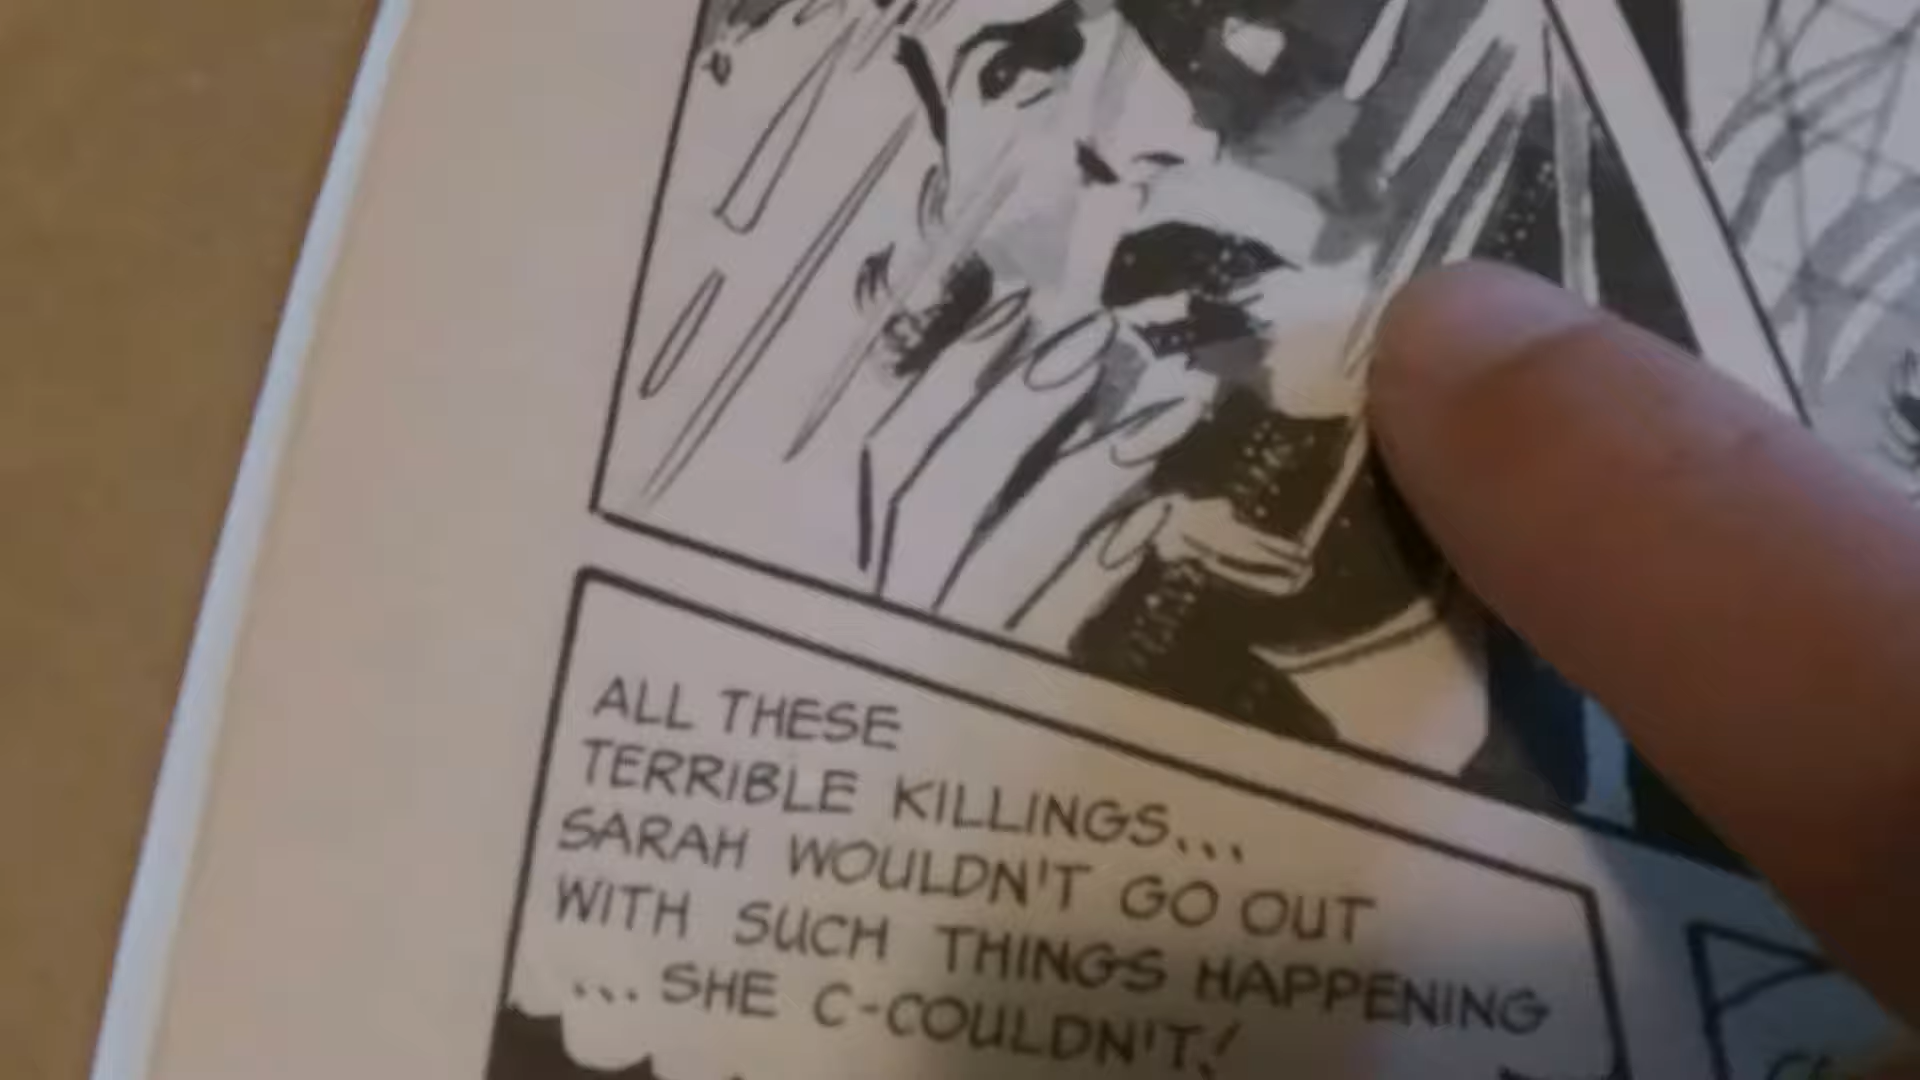 ALL THESE
TERRIBLE KILLINGS...
SARAH WOULDN'T GO OUT
WITH SUCH THINGS HAPPENING
...SHE C-COULDN'T!